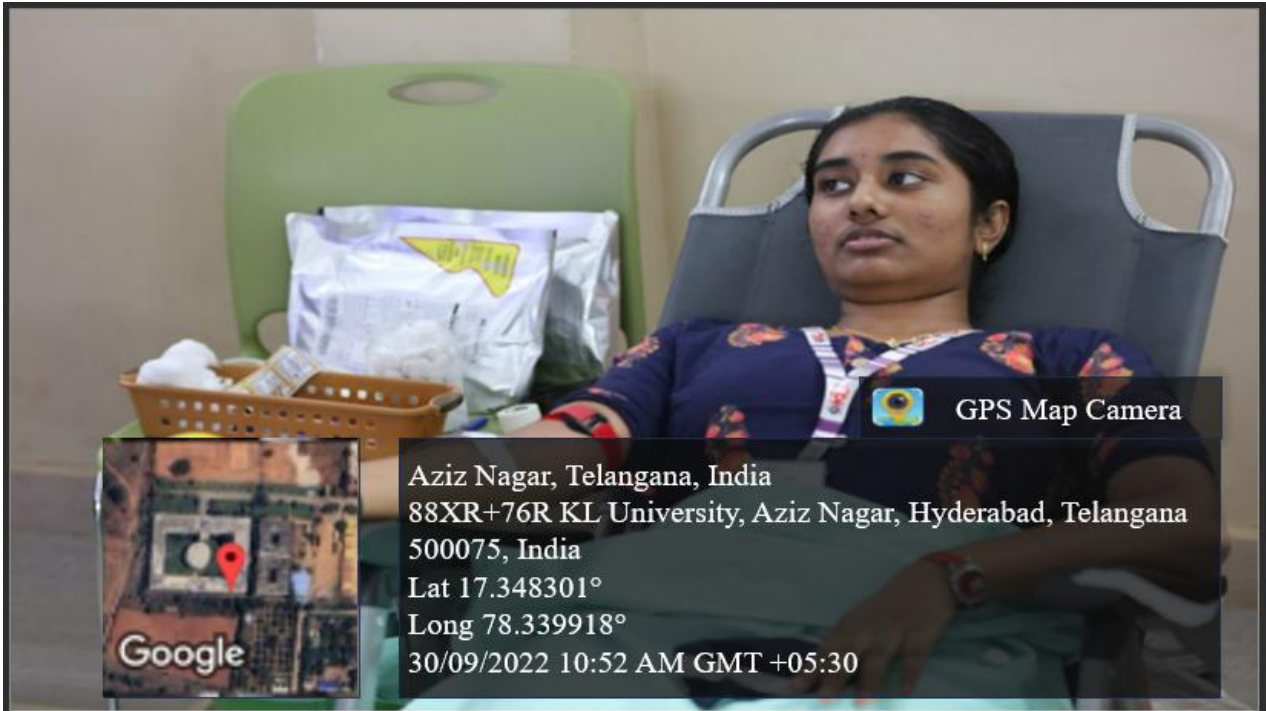 GPS Map Camera
Aziz Nagar, Telangana, India
88XR+76R KL University, Aziz Nagar, Hyderabad, Telangana
500075, India
Lat 17.348301°
Long 78.339918°
30/09/2022 10:52 AM GMT +05:30
Google